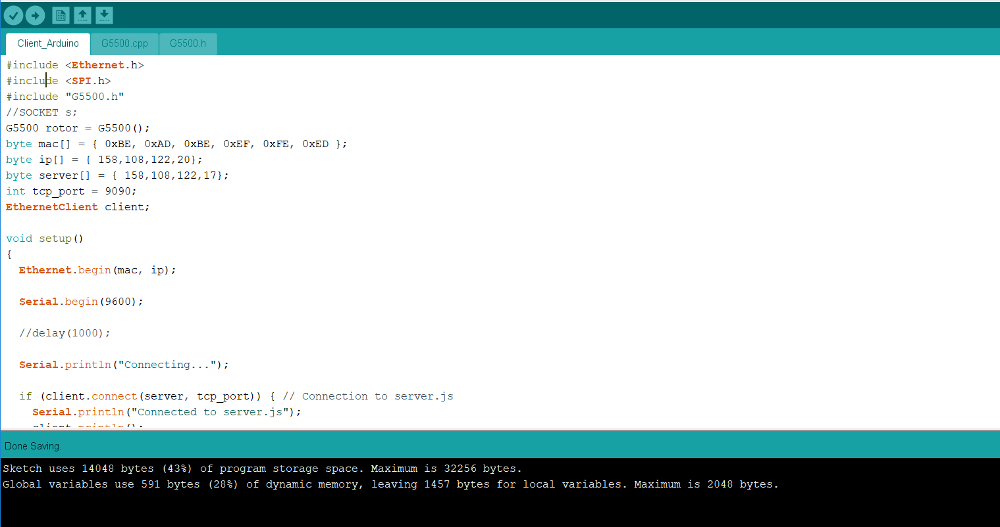 Client_Arduino G5500.cpp G5500.h
#include <Ethernet.h>
#include <SPI.h>
#include "G5500.h"
//SOCKET s;
G5500 rotor = G5500();
byte mac[] = { 0xBE, 0xAD, 0xBE, 0xEF, 0xFE, 0xED };
byte ip[] = { 158,108,122,20};
byte server[] = { 158,108,122,17};
int tcp_port = 9090;
EthernetClient client;
void setup()
{
Ethernet.begin(mac, ip);
Serial.begin(9600);
//delay(1000);
Serial.println("Connecting...");
if (client.connect(server, tcp_port)) { // Connection to server.js
Serial.println("Connected to server.js");
client.println();
Done Saving.
Sketch uses 14048 bytes (43%) of program storage space. Maximum is 32256 bytes.
Global variables use 591 bytes (28%) of dynamic memory, leaving 1457 bytes for local variables. Maximum is 2048 bytes.